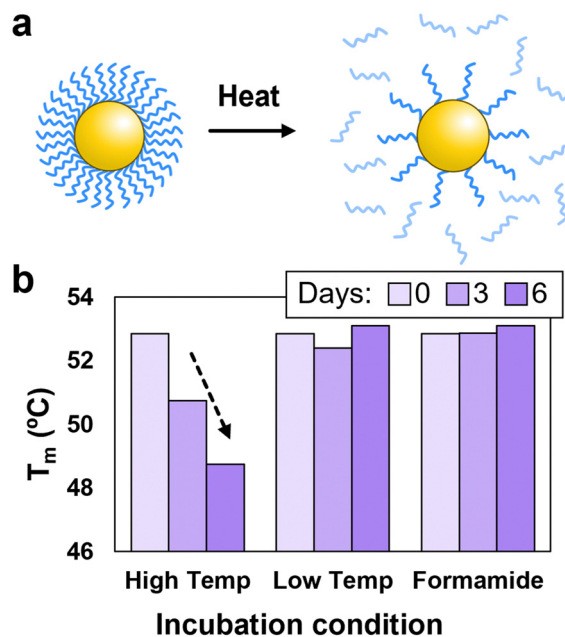 a
Heat
b
Days: 0 3 6
54
52
50
48
46
Tm (ºC)
High Temp Low Temp Formamide
Incubation condition